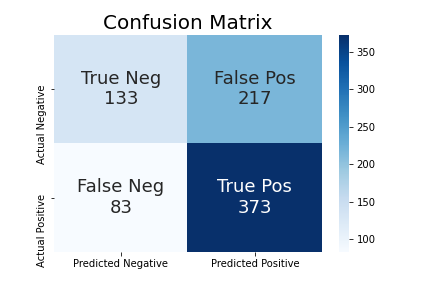 Confusion Matrix
Actual Negative
True Neg
133
False Pos
217
Actual Positive
False Neg
83
True Pos
373
Predicted Negative
Predicted Positive
350
300
250
200
150
100